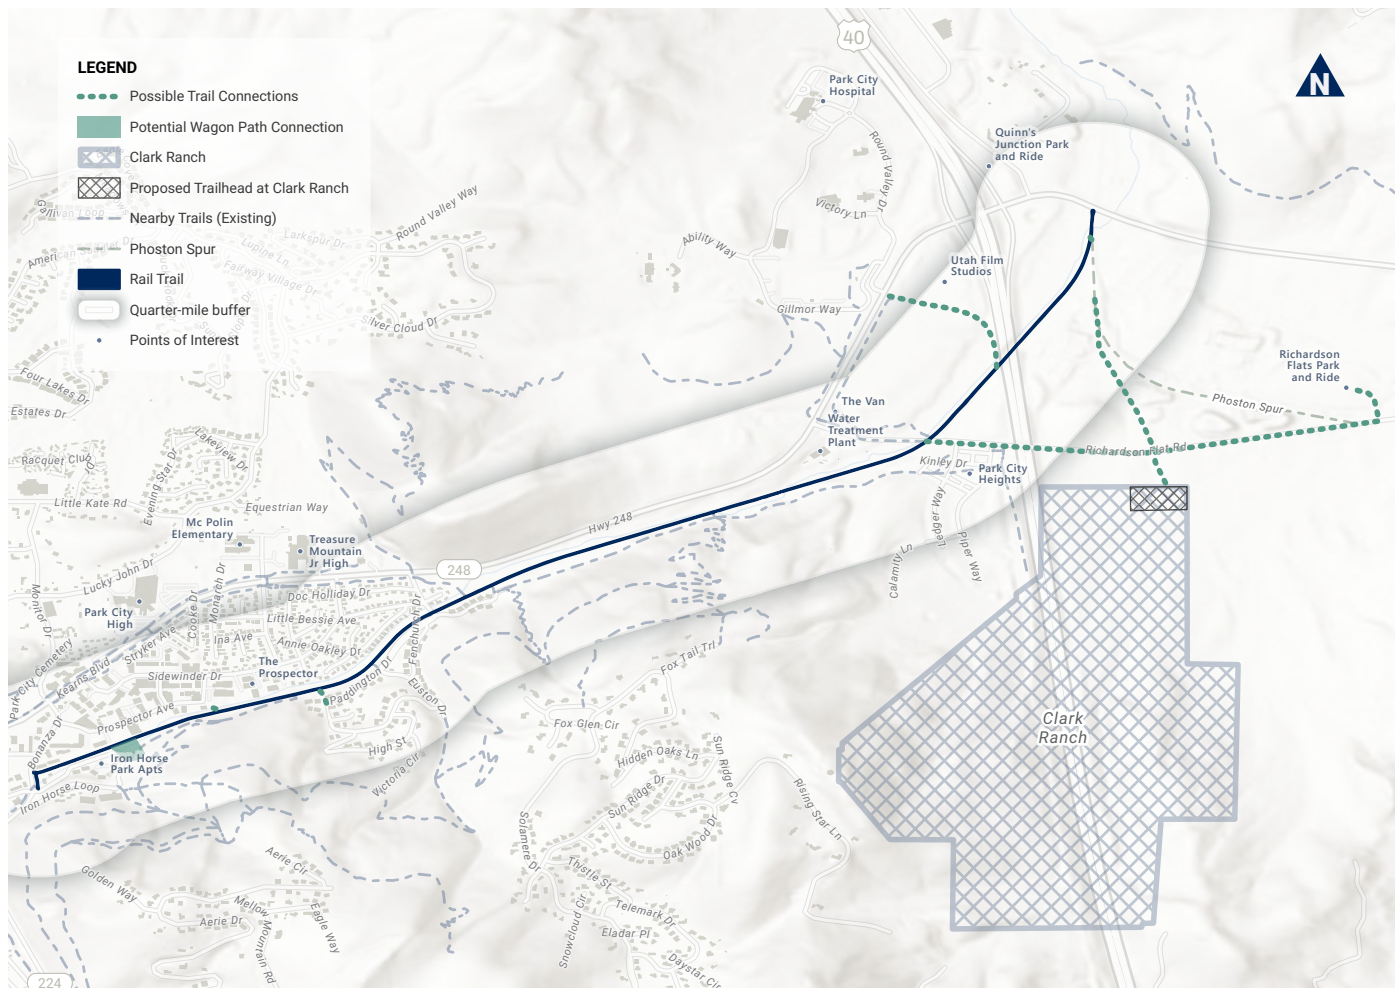 LEGEND
Possible Trail Connections
Potential Wagon Path Connection
Clark Ranch
Proposed Trailhead at Clark Ranch
Nearby Trails (Existing)
Phoston Spur
Rail Trail
Quarter-mile buffer
Points of Interest
N
40
Park City
Hospital
Quinn's
Junction Park
and Ride
Round Valley Dr
Victory Ln
Ability Way
Utah Film
Studios
Gillmor Way
Round Valley Way
Larkspur Dr
Lupine Ln
Fairway Village Dr
Silver Cloud Dr
Gallivan Loop
Four Lakes Dr
Estates Dr
Racquet Club
Dr
Little Kate Rd
Lakeview Dr
Evening Star Dr
Equestrian Way
Mc Polin
Elementary
Treasure
Mountain
Jr High
Lucky John Dr
Monitor Dr
Park City
High
Cooke Dr
Monarch Dr
Doc Holliday Dr
Little Bessie Ave
Ina Ave
Annie Oakley Dr
Stryker Ave
Kearns Blvd
Park City Cemetery
Sidewinder Dr
The
Prospector
Paddington Dr
Fenchurch Dr
Euston Dr
Prospector Ave
Bonanza Dr
Iron Horse
Park Apts
Iron Horse Loop
High St
Victoria Cir
248
Hwy 248
The Van
Water
Treatment
Plant
Kinley Dr
Park City
Heights
Ledger Way
Piper Way
Calamity Ln
Richardson Flat Rd
Phoston Spur
Richardson
Flats Park
and Ride
Clark
Ranch
Fox Tail Trl
Fox Glen Cir
Hidden Oaks Ln
Sun Ridge Cv
Sun Ridge Dr
Oak Wood Dr
Rising Star Ln
Solamere Dr
Thistle St
Telemark Dr
Snowcloud Cir
Eladar Pl
Daystar Cir
Golden Way
Aerie Cir
Aerie Dr
Mellow
Mountain Rd
Eagle Way
224